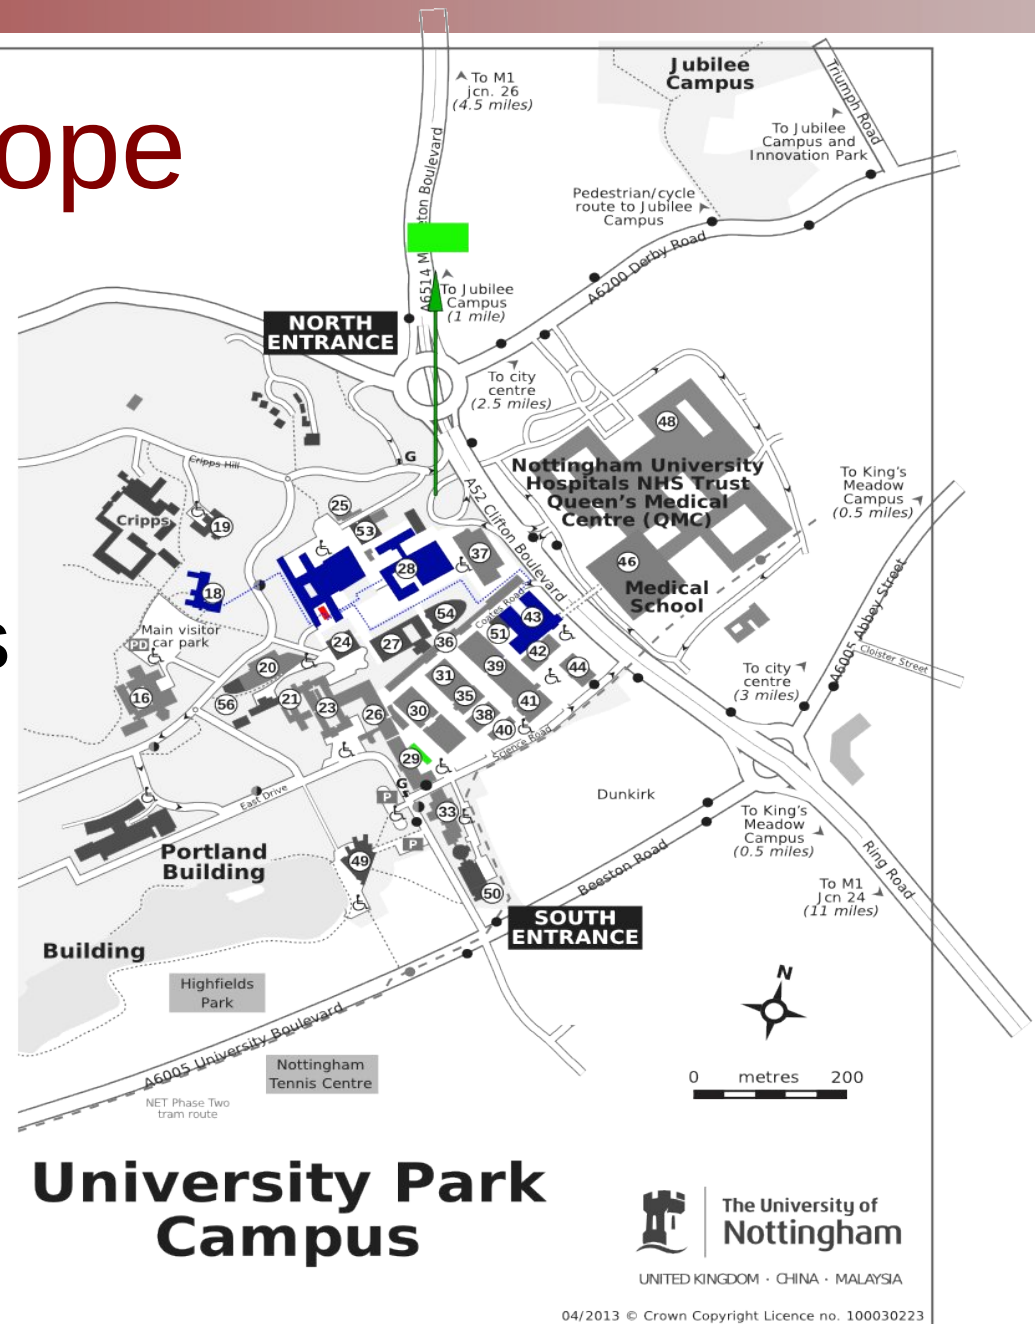 ope
s
Jubilee
Campus
Triumph Road
To M1
jcn. 26
(4.5 miles)
To Jubilee
Campus and
Innovation Park
Pedestrian/cycle
route to Jubilee
Campus
A6514 M
ton Boulevard
A6200 Derby Road
To Jubilee
Campus
(1 mile)
NORTH
ENTRANCE
To city
centre
(2.5 miles)
48
Cripps Hill
G
Nottingham University
Hospitals NHS Trust
Queen's Medical
Centre (QMC)
To King's
Meadow
Campus
(0.5 miles)
A52 Clifton Boulevard
25
53
Cripps
19
37
28
46
Medical
School
18
54
Coates Road
43
A6005 Abbey Street
Main visitor
car park
PD
24
27
36
51
42
Cloister Street
20
39
44
To city
centre
(3 miles)
16
56
21
23
31
35
41
26
30
38
40
Science Road
29
G
East Drive
P
33
Dunkirk
P
To King's
Meadow
Campus
(0.5 miles)
Portland
Building
49
Beeston Road
Ring Road
50
To M1
Jcn 24
(11 miles)
SOUTH
ENTRANCE
Building
Highfields
Park
N
A6005 University Boulevard
Nottingham
Tennis Centre
0 metres 200
NET Phase Two
tram route
University Park
Campus
The University of
Nottingham
UNITED KINGDOM · CHINA · MALAYSIA
04/2013 © Crown Copyright Licence no. 100030223